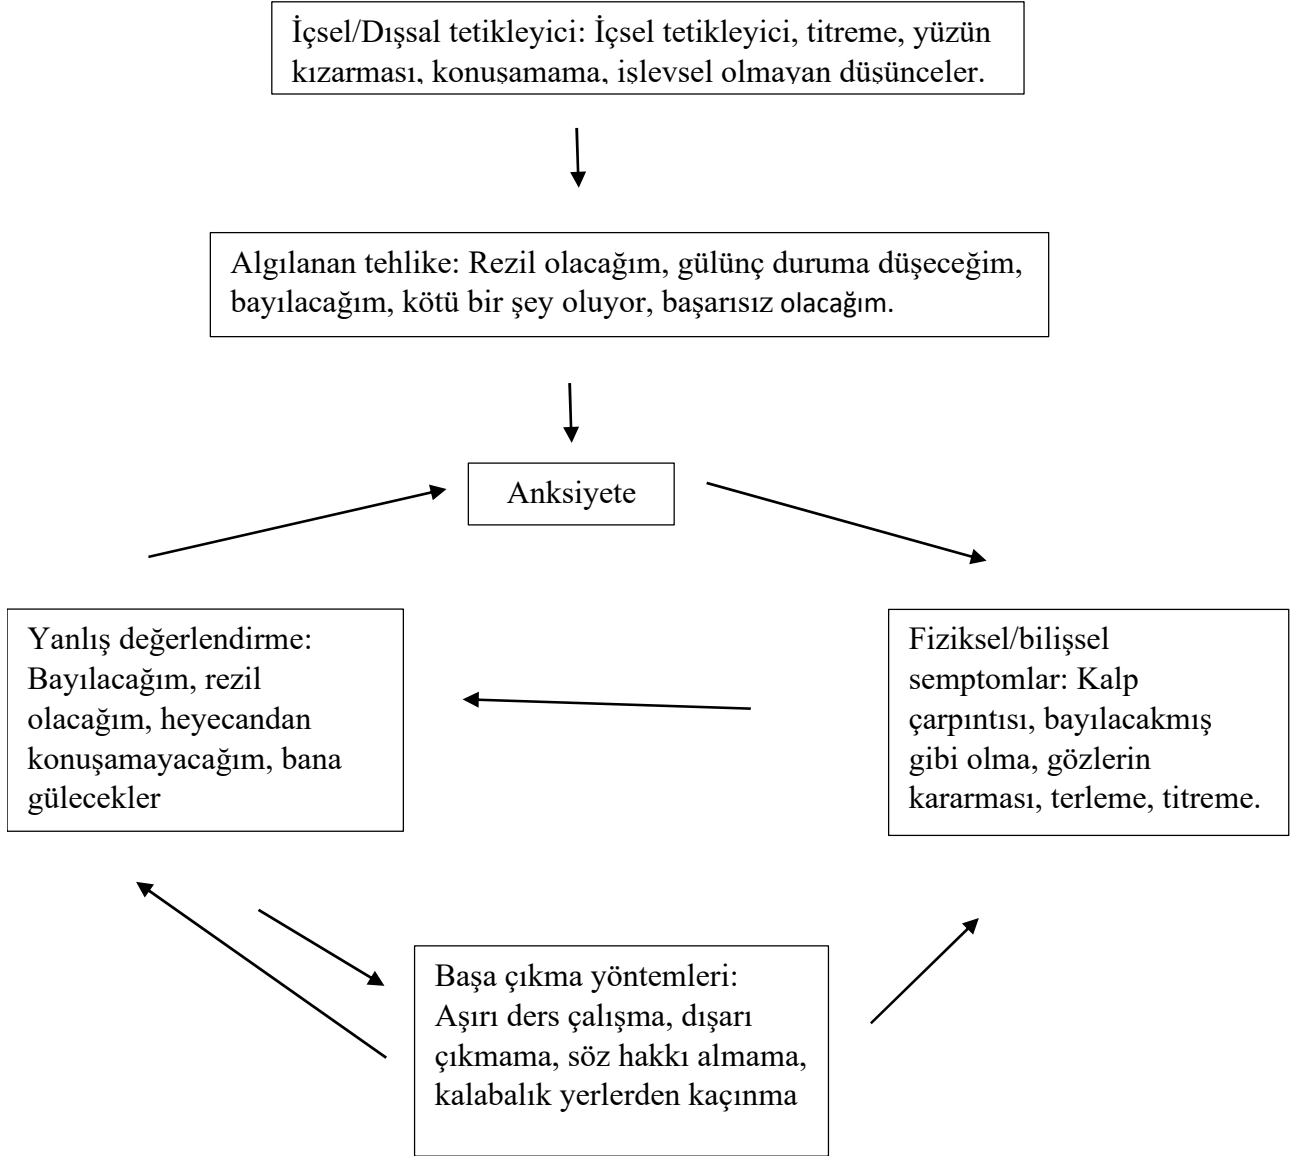 İçsel/Dışsal tetikleyici: İçsel tetikleyici, titreme, yüzün
kızarması, konuşamama, işlevsel olmayan düşünceler.
Algılanan tehlike: Rezil olacağım, gülünç duruma düşeceğim,
bayılacağım, kötü bir şey oluyor, başarısız olacağım.
Anksiyete
Yanlış değerlendirme:
Bayılacağım, rezil
olacağım, heyecandan
konuşamayacağım, bana
gülecekler
Fiziksel/bilişsel
semptomlar: Kalp
çarpıntısı, bayılacakmış
gibi olma, gözlerin
kararması, terleme, titreme.
Başa çıkma yöntemleri:
Aşırı ders çalışma, dışarı
çıkmama, söz hakkı almama,
kalabalık yerlerden kaçınma